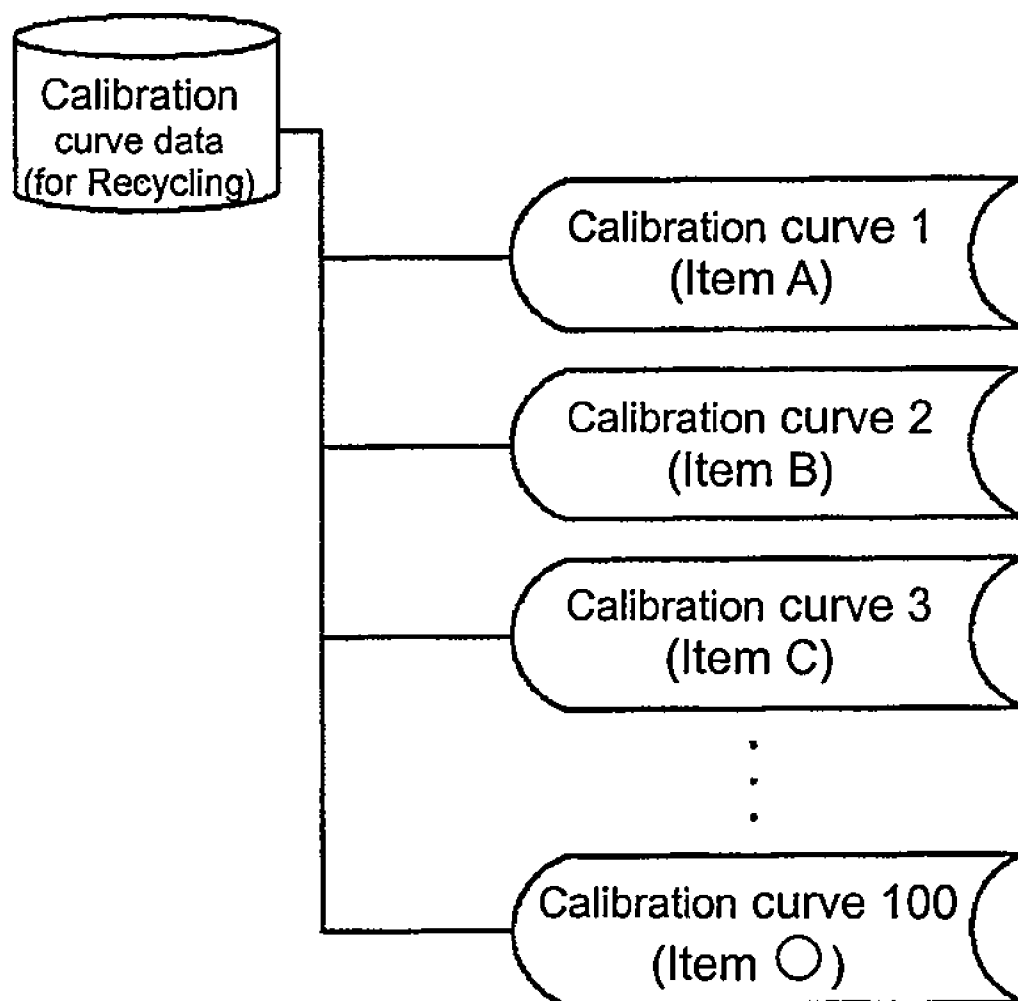 Calibration
curve data
(for Recycling)
Calibration curve 1
(Item A)
Calibration curve 2
(Item B)
Calibration curve 3
(Item C)
Calibration curve 100
(Item ○)